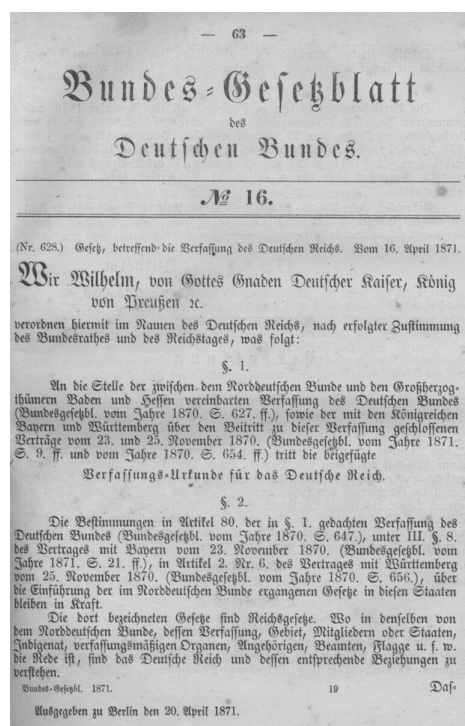 — 63 —
Bundes-Gesetzblatt
des
Deutschen Bundes.
№ 16.
(Nr. 628.) Gesetz, betreffend die Verfassung des Deutschen Reichs. Vom 16. April 1871.
Wir Wilhelm, von Gottes Gnaden Deutscher Kaiser, König
von Preußen ꝛc.
verordnen hiermit im Namen des Deutschen Reichs, nach erfolgter Zustimmung
des Bundesrathes und des Reichstages, was folgt:
§. 1.
An die Stelle der zwischen dem Norddeutschen Bunde und den Großherzog-
thümern Baden und Hessen vereinbarten Verfassung des Deutschen Bundes
(Bundesgesetzbl. vom Jahre 1870. S. 627. ff.), sowie der mit den Königreichen
Bayern und Württemberg über den Beitritt zu dieser Verfassung geschlossenen
Verträge vom 23. und 25. November 1870. (Bundesgesetzbl. vom Jahre 1871.
S. 9. ff. und vom Jahre 1870. S. 654. ff.) tritt die beigefügte
Verfassungs-Urkunde für das Deutsche Reich.
§. 2.
Die Bestimmungen in Artikel 80. der in §. 1. gedachten Verfassung des
Deutschen Bundes (Bundesgesetzbl. vom Jahre 1870. S. 647.), unter III. §. 8.
des Vertrages mit Bayern vom 23. November 1870. (Bundesgesetzbl. vom
Jahre 1871. S. 21. ff.), in Artikel 2. Nr. 6. des Vertrages mit Württemberg
vom 25. November 1870. (Bundesgesetzbl. vom Jahre 1870. S. 656.), über
die Einführung der im Norddeutschen Bunde ergangenen Gesetze in diesen Staaten
bleiben in Kraft.
Die dort bezeichneten Gesetze sind Reichsgesetze. Wo in denselben von
dem Norddeutschen Bunde, dessen Verfassung, Gebiet, Mitgliedern oder Staaten,
Indigenat, verfassungsmäßigen Organen, Angehörigen, Beamten, Flagge u. s. w.
die Rede ist, sind das Deutsche Reich und dessen entsprechende Beziehungen zu
verstehen.
Bundes-Gesetzbl. 1871. 19 Das-
Ausgegeben zu Berlin den 20. April 1871.